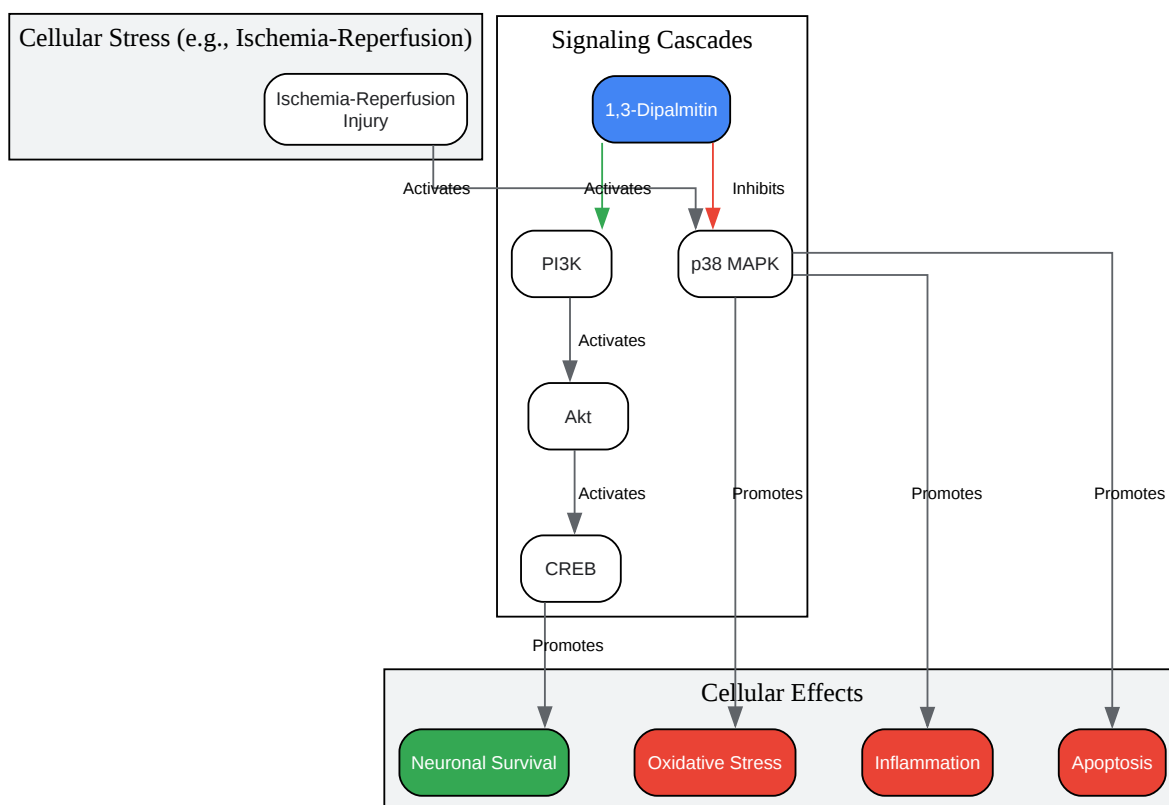 Cellular Stress (e.g., Ischemia-Reperfusion)
Signaling Cascades
Ischemia-Reperfusion
Injury
1,3-Dipalmitin
Activates
Activates
Inhibits
PI3K
p38 MAPK
Activates
Akt
Activates
Promotes
Promotes
Promotes
CREB
Promotes
Cellular Effects
Neuronal Survival
Oxidative Stress
Inflammation
Apoptosis